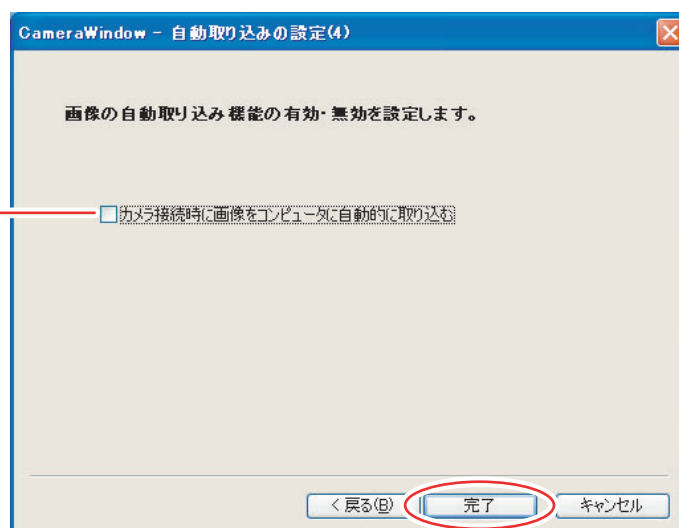 CameraWindow - 自動取り込みの設定(4)
画像の自動取り込み機能の有効・無効を設定します。
カメラ接続時に画像をコンピュータに自動的に取り込む
< 戻る(B)
完了
キャンセル